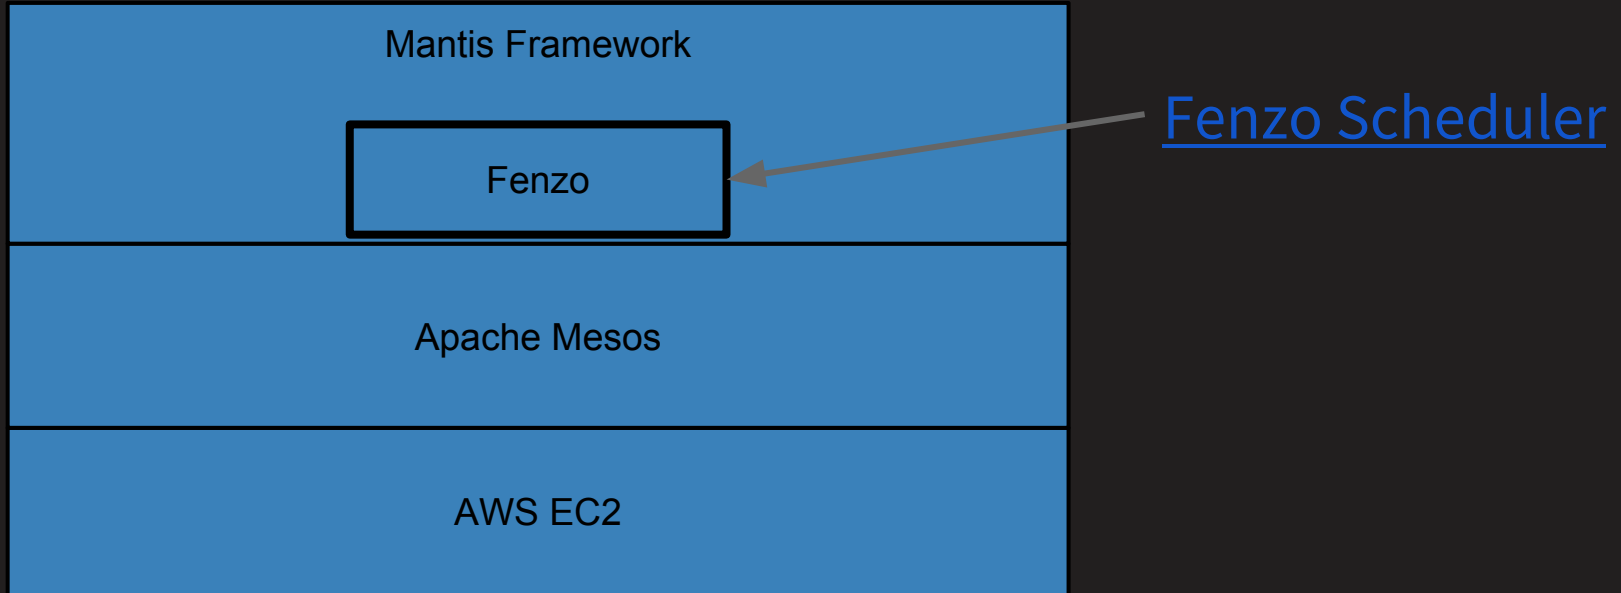 Mantis Framework
Fenzo Scheduler
Fenzo
Apache Mesos
AWS EC2